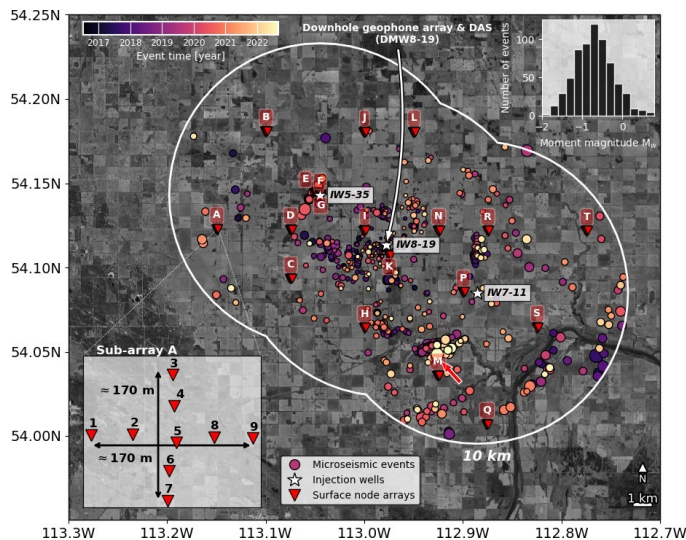 54.25N
54.20N
54.15N
54.10N
54.05N
54.00N
113.3W
113.2W
113.1W
113.0W
112.9W
112.8W
112.7W
2017 2018 2019 2020 2021 2022
Event time [year]
Downhole geophone array & DAS
(DMW8-19)
Number of events
100
50
0
−2
−1
0
Moment magnitude Mw
B
J
L
E
F
G
IW5-35
A
D
I
N
R
T
IW8-19
C
K
P
IW7-11
H
S
M
Q
10 km
Sub-array A
≈170 m
≈170 m
3
4
1
2
5
8
9
6
7
Microseismic events
Injection wells
Surface node arrays
N
1 km